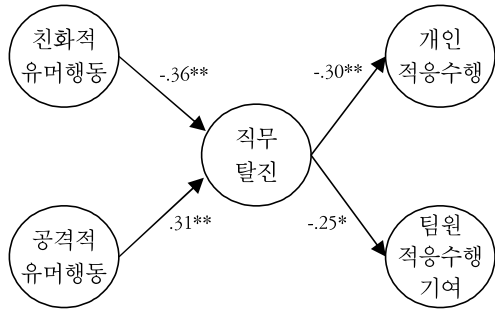 친화적
유머행동
개인
적응수행
-.36**
-.30**
직무
탈진
.31**
-.25*
공격적
유머행동
팀원
적응수행
기여